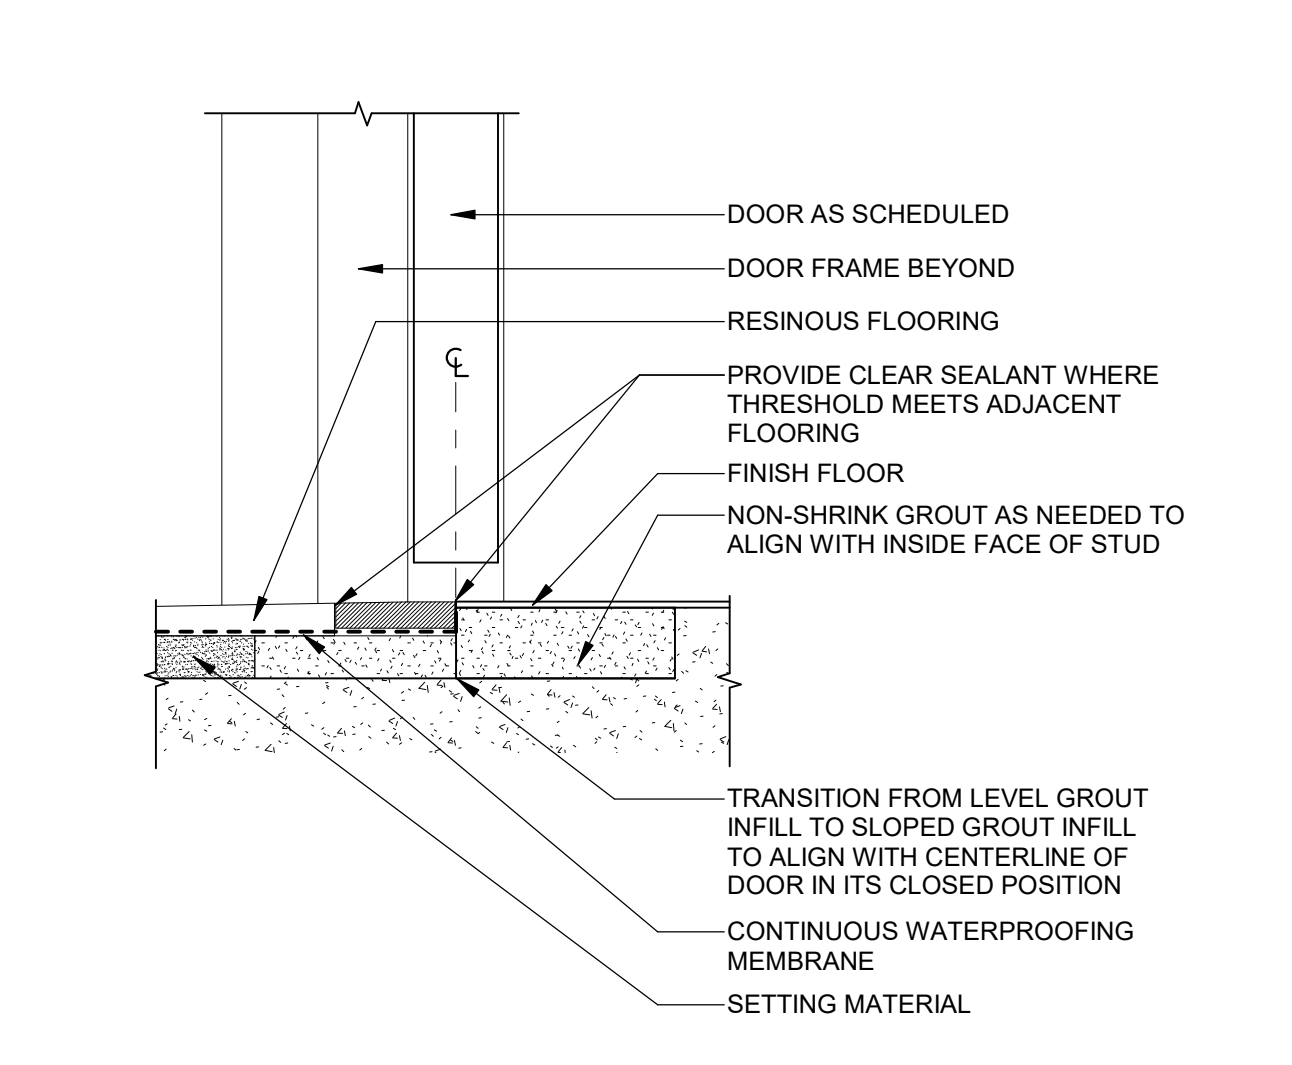 DOOR AS SCHEDULED
DOOR FRAME BEYOND
RESINOUS FLOORING
℄
PROVIDE CLEAR SEALANT WHERE
THRESHOLD MEETS ADJACENT
FLOORING
FINISH FLOOR
NON-SHRINK GROUT AS NEEDED TO
ALIGN WITH INSIDE FACE OF STUD
TRANSITION FROM LEVEL GROUT
INFILL TO SLOPED GROUT INFILL
TO ALIGN WITH CENTERLINE OF
DOOR IN ITS CLOSED POSITION
CONTINUOUS WATERPROOFING
MEMBRANE
SETTING MATERIAL